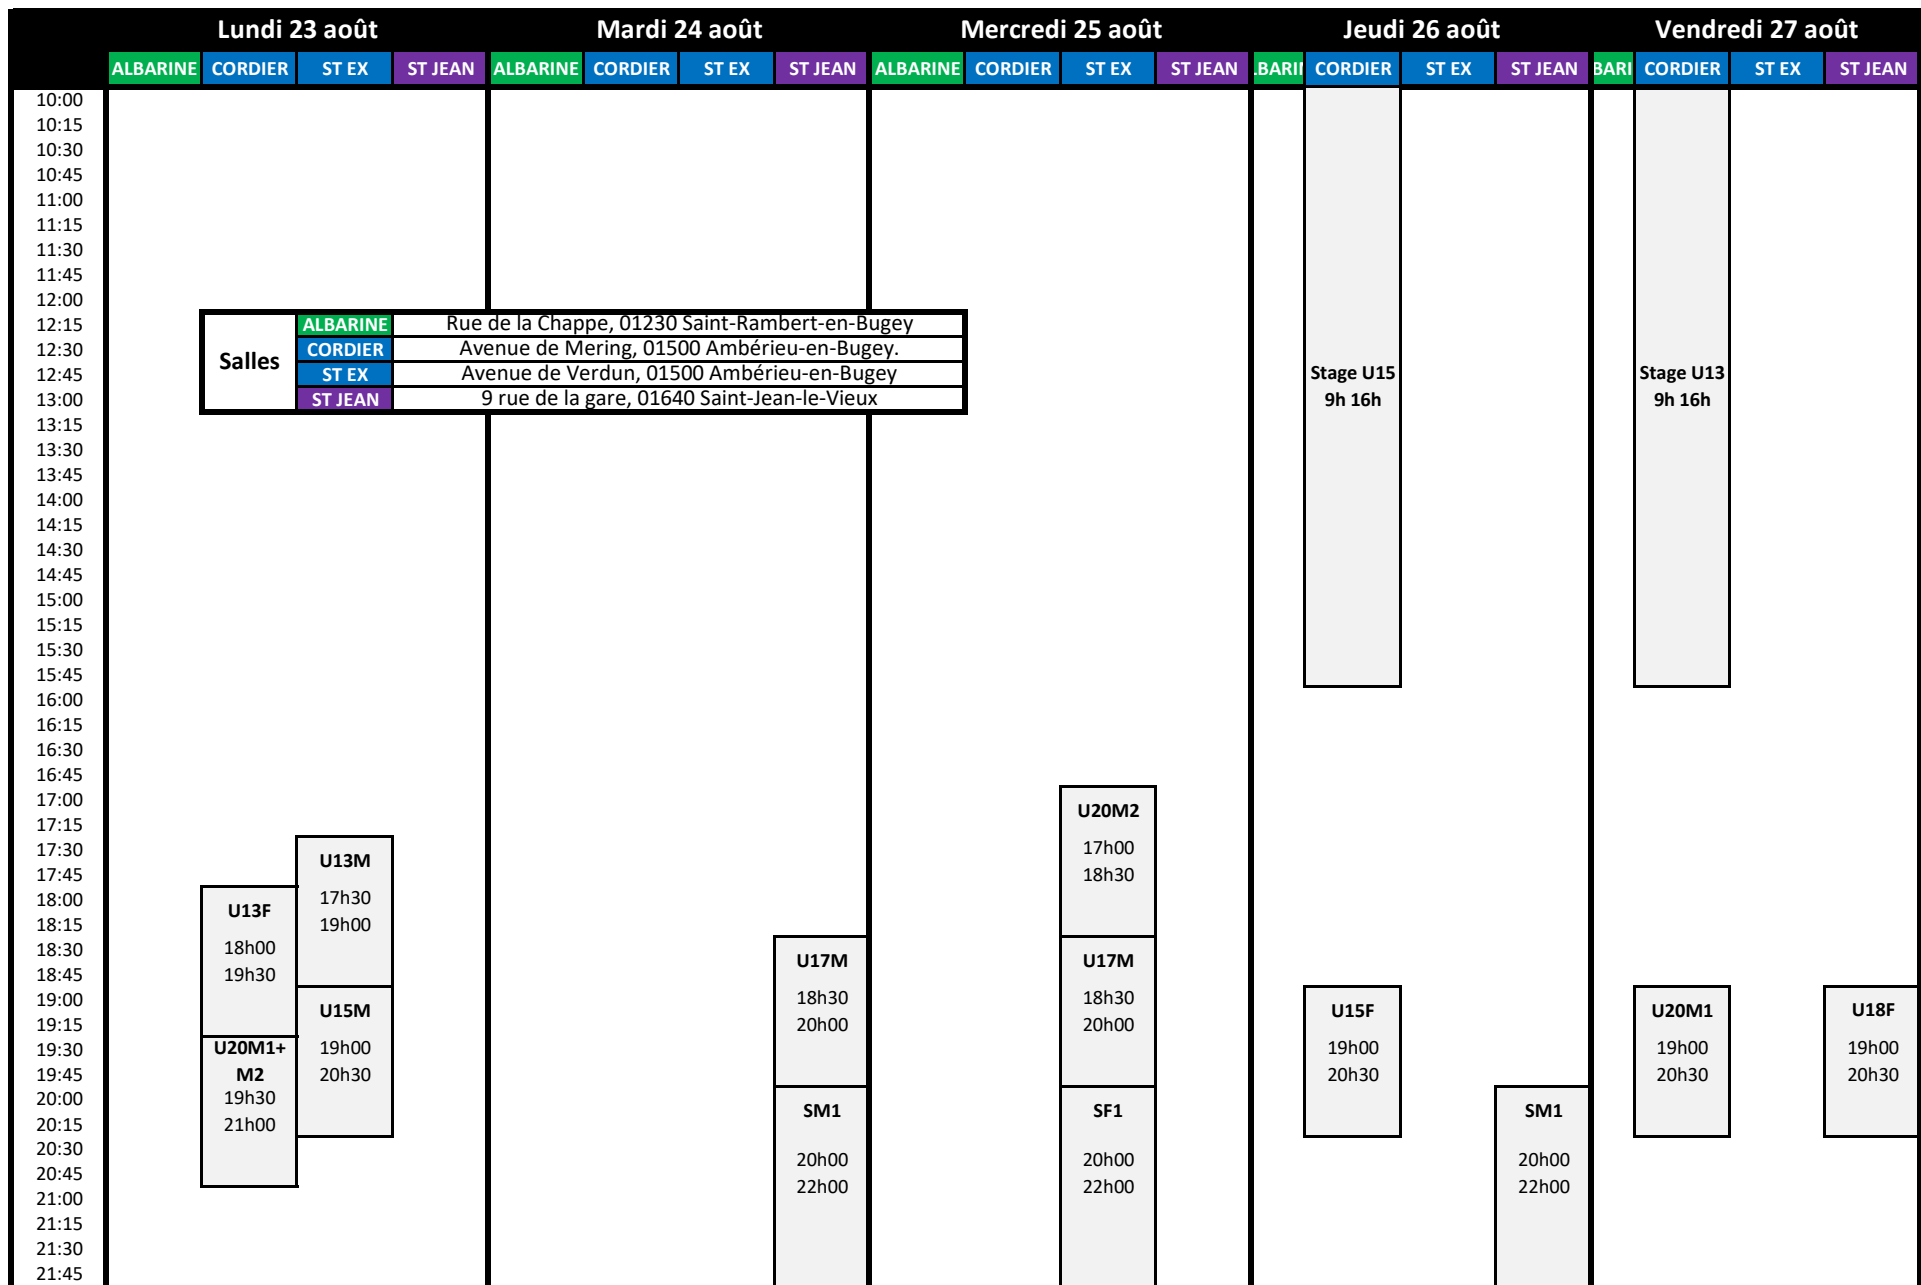 Lundi 23 août Mardi 24 août Mercredi 25 août Jeudi 26 août Vendredi 27 août
ALBARINE CORDIER ST EX ST JEAN ALBARINE CORDIER ST EX ST JEAN ALBARINE CORDIER ST EX ST JEAN LBARI CORDIER ST EX ST JEAN BARI CORDIER ST EX ST JEAN
10:00
10:15
10:30
10:45
11:00
11:15
11:30
11:45
12:00
12:15 ALBARINE Rue de la Chappe, 01230 Saint-Rambert-en-Bugey
12:30 Salles CORDIER Avenue de Mering, 01500 Ambérieu-en-Bugey.
12:45 ST EX Avenue de Verdun, 01500 Ambérieu-en-Bugey Stage U15 Stage U13
13:00 ST JEAN 9 rue de la gare, 01640 Saint-Jean-le-Vieux 9h 16h 9h 16h
13:15
13:30
13:45
14:00
14:15
14:30
14:45
15:00
15:15
15:30
15:45
16:00
16:15
16:30
16:45
17:00 U20M2
17:15
17:30 U13M 17h00
17:45 18h30
18:00 U13F 17h30
18:15 19h00
18:30 18h00 U17M U17M
18:45 19h30
19:00 U15M 18h30 18h30 U15F U20M1 U18F
19:15 20h00 20h00
19:30 U20M1+ 19h00 19h00 19h00 19h00
19:45 M2 20h30 20h30 20h30 20h30
20:00 19h30 SM1 SF1 SM1
20:15 21h00
20:30
20:45 20h00 20h00 20h00
21:00 22h00 22h00 22h00
21:15
21:30
21:45